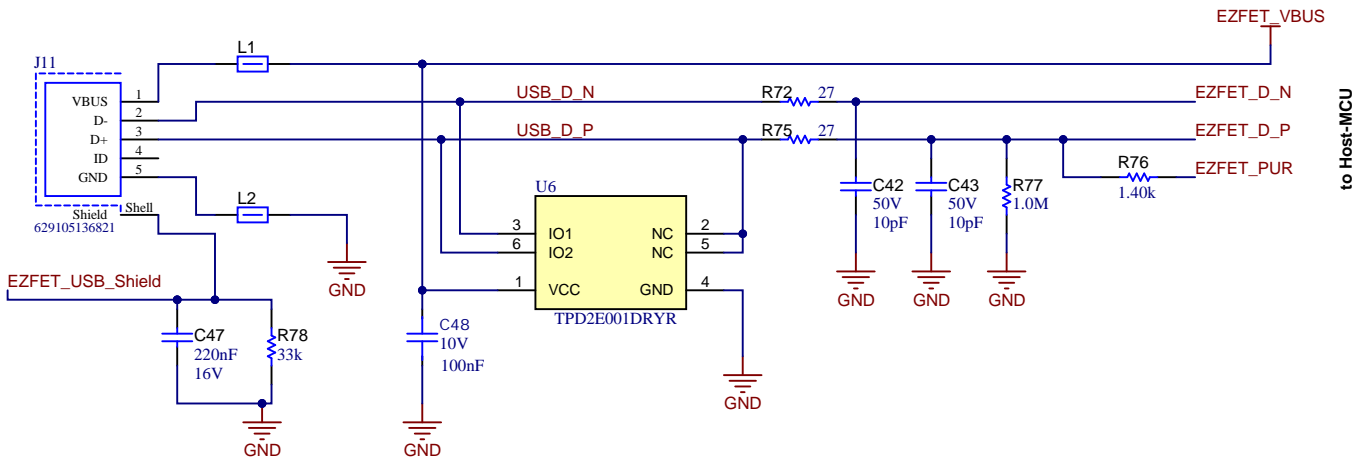 EZFET_VBUS
L1
J11
VBUS 1
D- 2
D+ 3
ID 4
GND 5
Shield Shell
629105136821
USB_D_N
R72 27
EZFET_D_N
USB_D_P
R75 27
EZFET_D_P
R76
1.40k
EZFET_PUR
to Host-MCU
L2
GND
U6
3 IO1
6 IO2
1 VCC
NC 2
NC 5
GND 4
TPD2E001DRYR
C42
50V
10pF
C43
50V
10pF
R77
1.0M
GND
GND
GND
EZFET_USB_Shield
C47
220nF
16V
R78
33k
GND
C48
10V
100nF
GND
GND